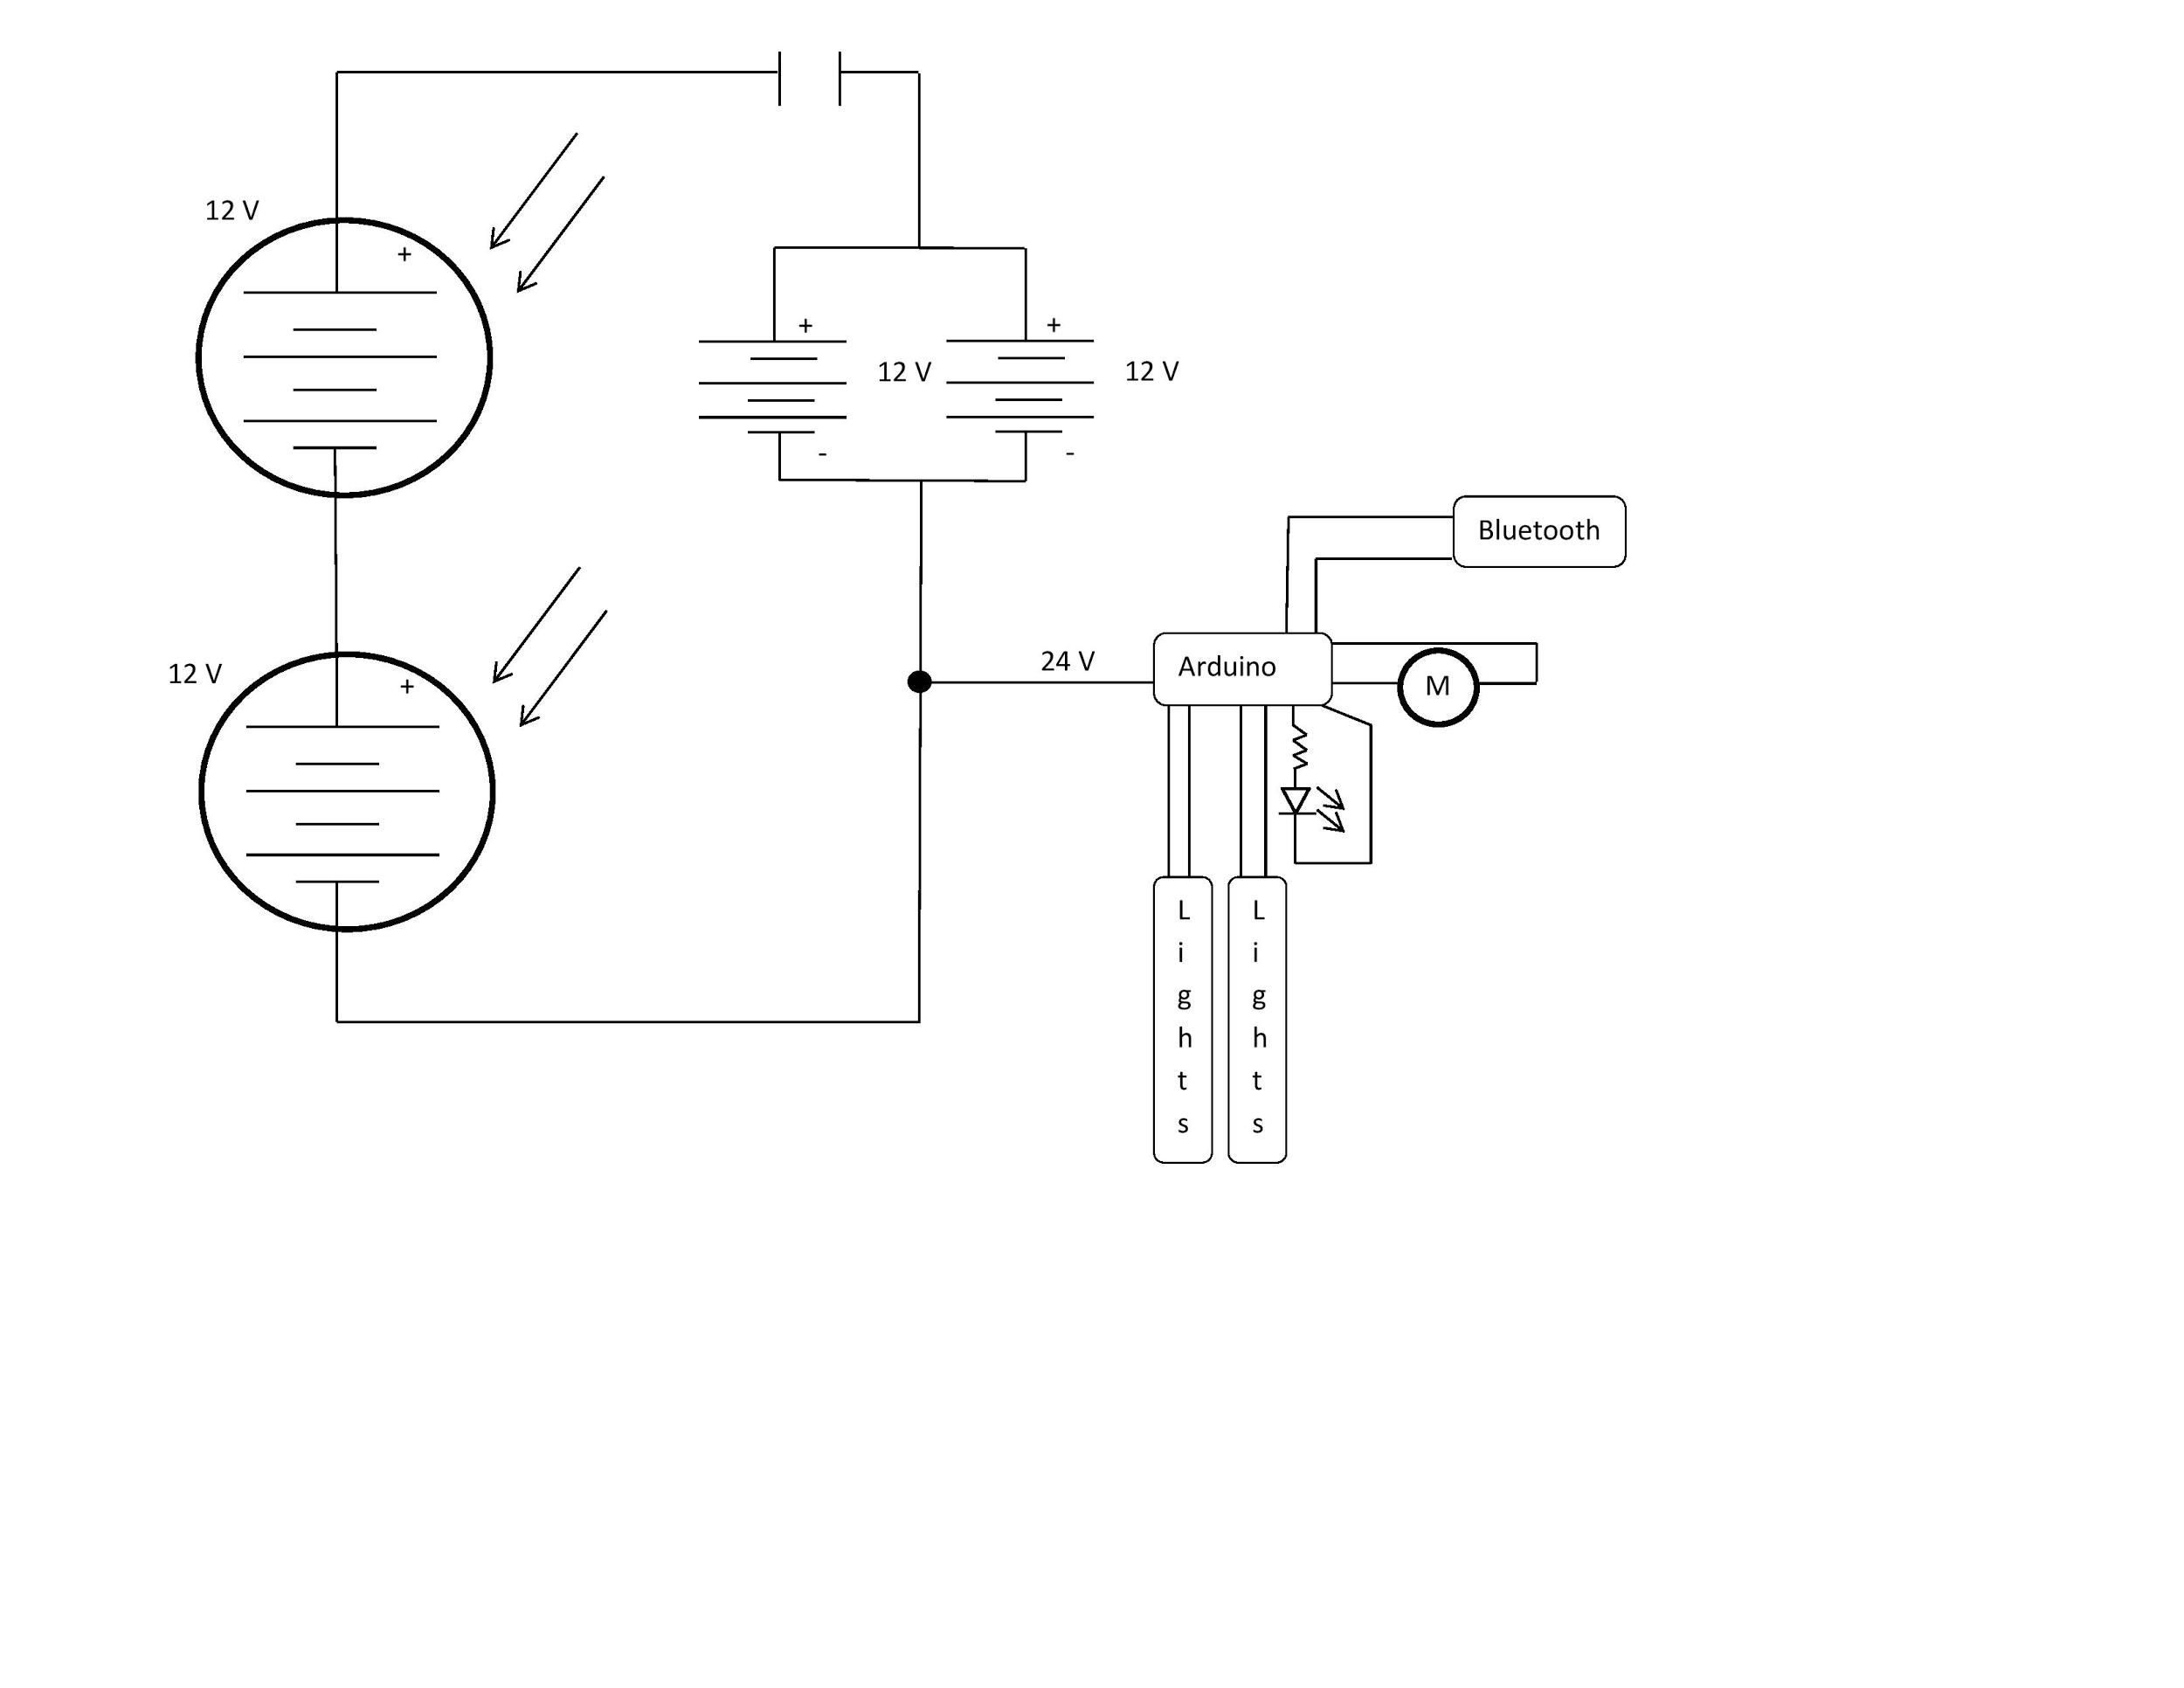 12 V
+
+
+
12 V
12 V
-
-
Bluetooth
24 V
Arduino
12 V
+
M
L
i
g
h
t
s
L
i
g
h
t
s